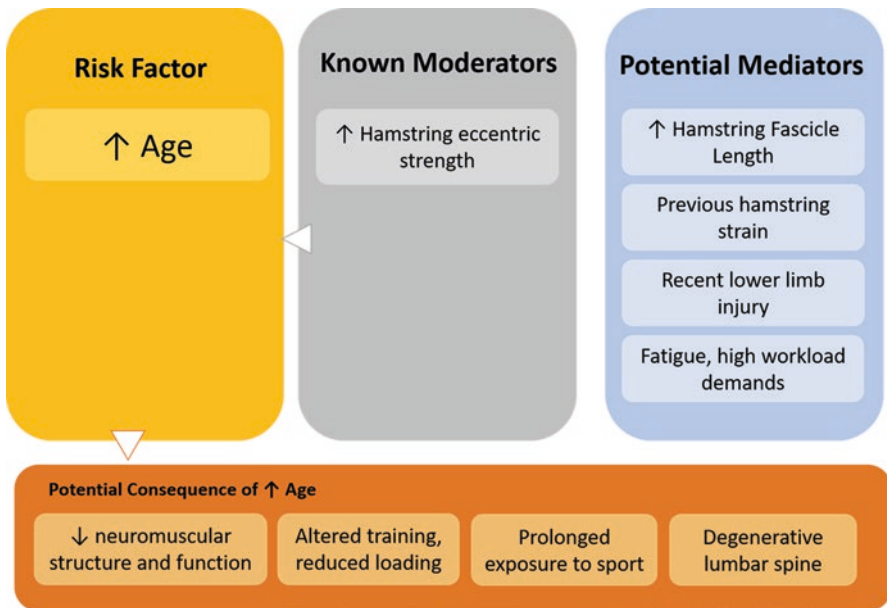 Risk Factor
↑ Age
Known Moderators
↑ Hamstring eccentric
strength
Potential Mediators
↑ Hamstring Fascicle
Length
Previous hamstring
strain
Recent lower limb
injury
Fatigue, high workload
demands
Potential Consequence of ↑ Age
↓ neuromuscular
structure and function
Altered training,
reduced loading
Prolonged
exposure to sport
Degenerative
lumbar spine